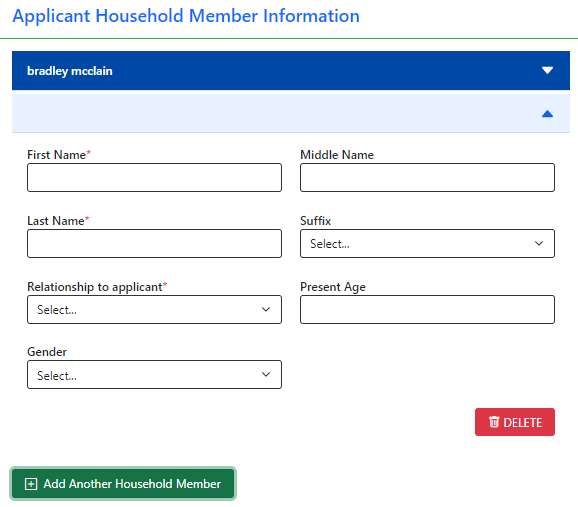 Applicant Household Member Information
bradley mcclain
First Name*
Middle Name
Last Name*
Suffix
Select...
Relationship to applicant*
Present Age
Select...
Gender
Select...
DELETE
Add Another Household Member